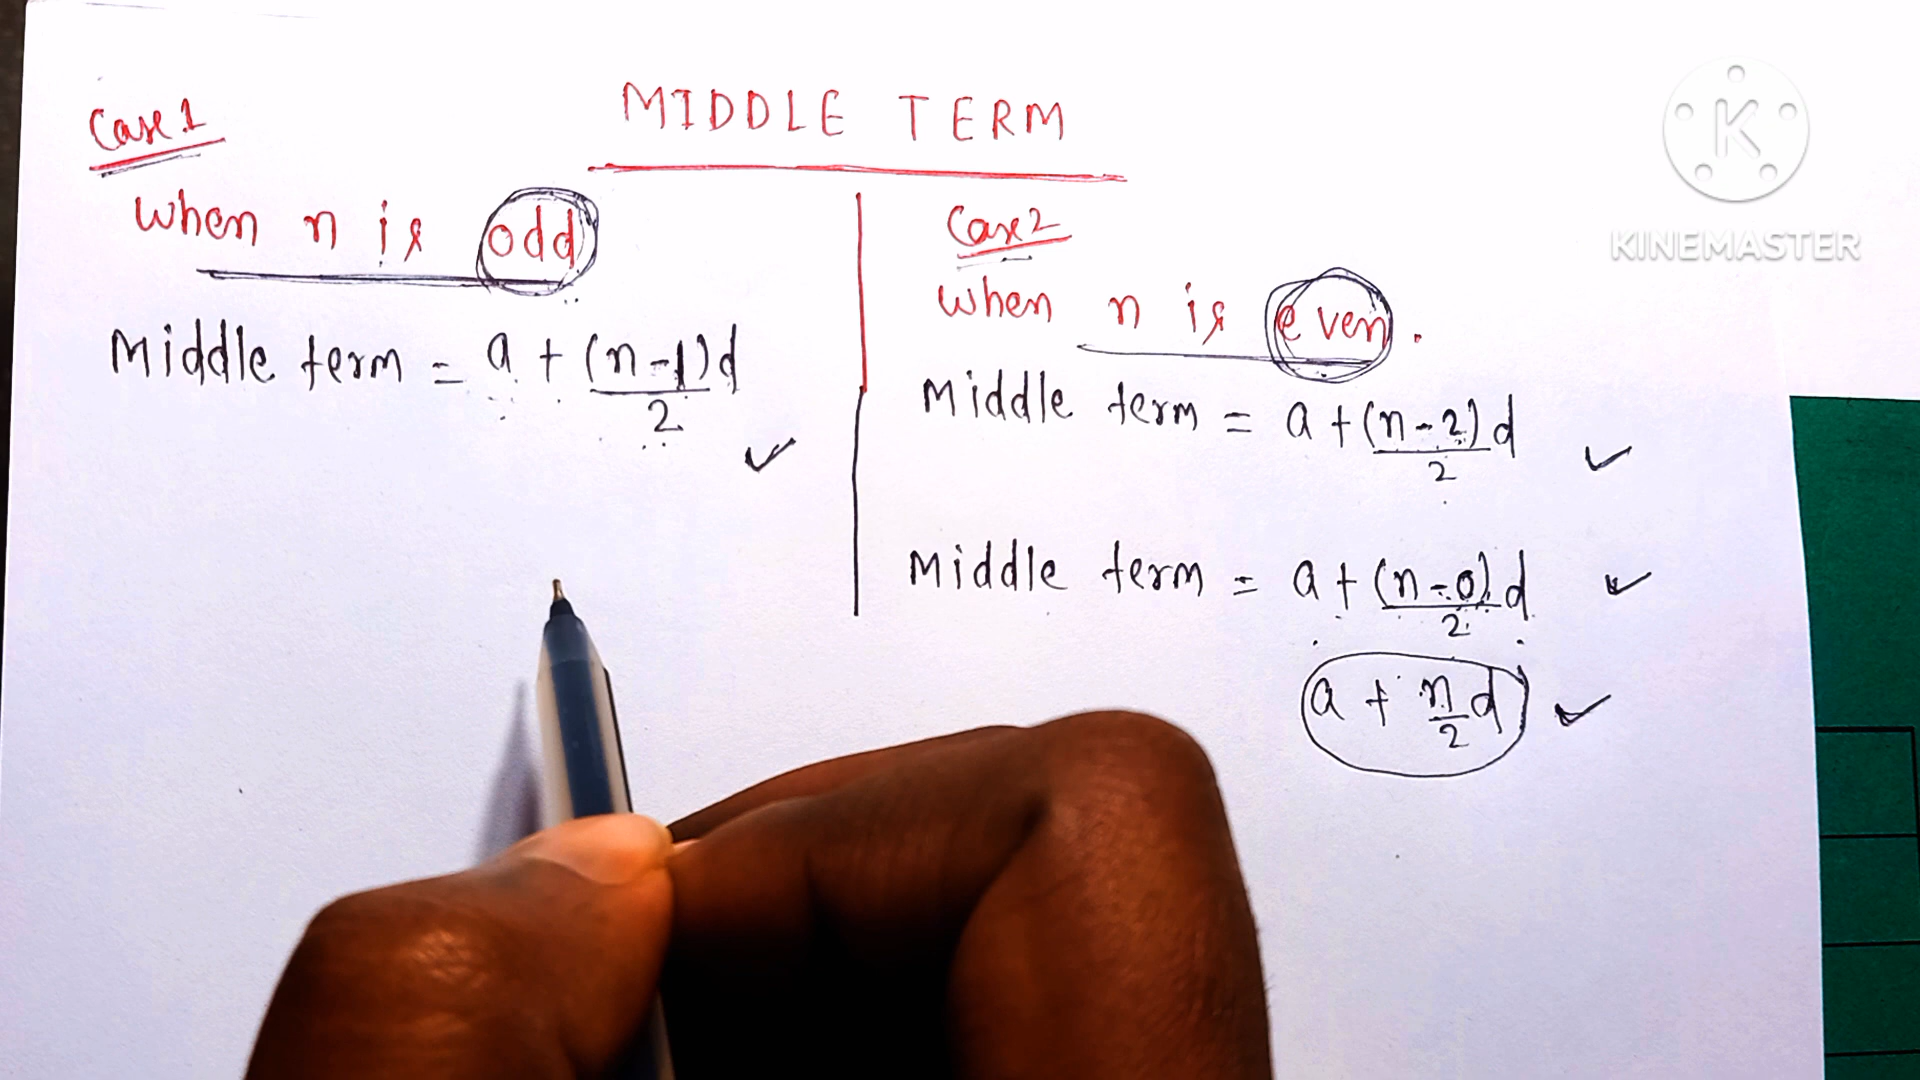 MIDDLE TERM
Case 1
When n is odd
Middle term = a + (n-1)d/2
Case 2
When n is even.
Middle term = a + (n-2)d/2
Middle term = a + (n-0)d/2
a + n/2 d
K
KINEMASTER